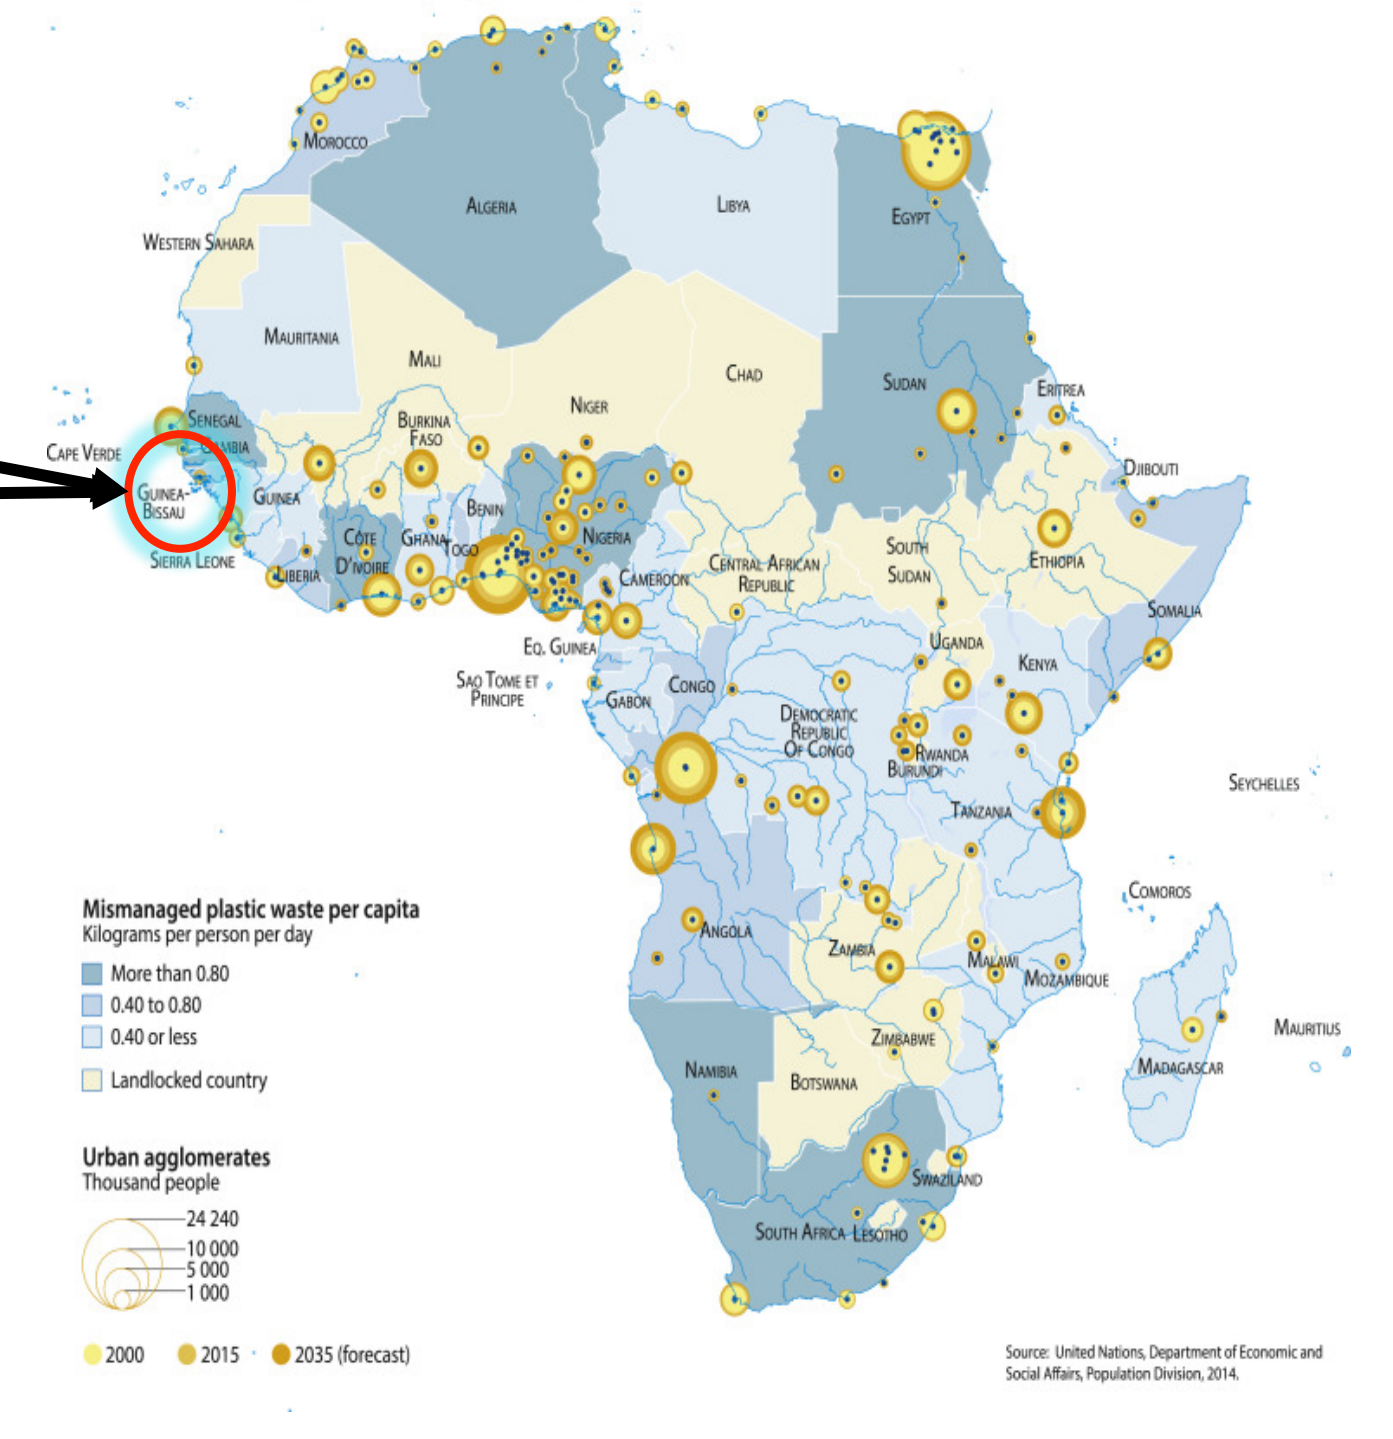 Morocco
Algeria
Libya
Egypt
Western Sahara
Mauritania
Mali
Niger
Chad
Sudan
Eritrea
Cape Verde
Senegal
Gambia
Guinea-
Bissau
Guinea
Sierra Leone
Liberia
Côte
D'Ivoire
Burkina
Faso
Ghana
Togo
Benin
Nigeria
Cameroon
Central African
Republic
South
Sudan
Ethiopia
Djibouti
Somalia
Eq. Guinea
Sao Tome et
Principe
Gabon
Congo
Democratic
Republic
Of Congo
Uganda
Kenya
Rwanda
Burundi
Tanzania
Seychelles
Comoros
Angola
Zambia
Malawi
Mozambique
Zimbabwe
Namibia
Botswana
Madagascar
Mauritius
Swaziland
South Africa
Lesotho
Mismanaged plastic waste per capita
Kilograms per person per day
More than 0.80
0.40 to 0.80
0.40 or less
Landlocked country
Urban agglomerates
Thousand people
24 240
10 000
5 000
1 000
2000
2015
2035 (forecast)
Source: United Nations, Department of Economic and
Social Affairs, Population Division, 2014.